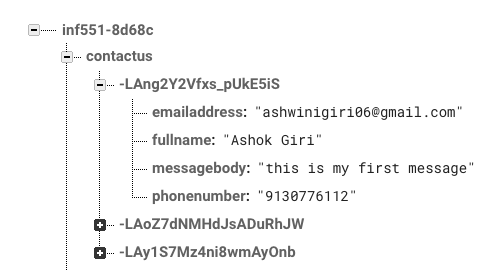 inf551-8d68c
contactus
-LAng2Y2Vfxs_pUkE5iS
emailaddress: "ashwinigiri06@gmail.com"
fullname: "Ashok Giri"
messagebody: "this is my first message"
phonenumber: "9130776112"
-LAoZ7dNMHdJsADuRhJW
-LAy1S7Mz4ni8wmAyOnb